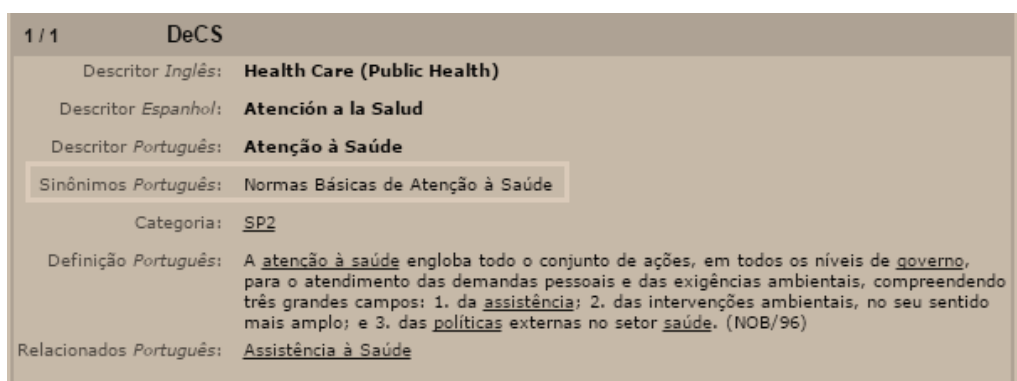 1 / 1 DeCS
Descritor Inglês: Health Care (Public Health)
Descritor Espanhol: Atención a la Salud
Descritor Português: Atenção à Saúde
Sinônimos Português: Normas Básicas de Atenção à Saúde
Categoria: SP2
Definição Português: A atenção à saúde engloba todo o conjunto de ações, em todos os níveis de governo,
para o atendimento das demandas pessoais e das exigências ambientais, compreendendo
três grandes campos: 1. da assistência; 2. das intervenções ambientais, no seu sentido
mais amplo; e 3. das políticas externas no setor saúde. (NOB/96)
Relacionados Português: Assistência à Saúde